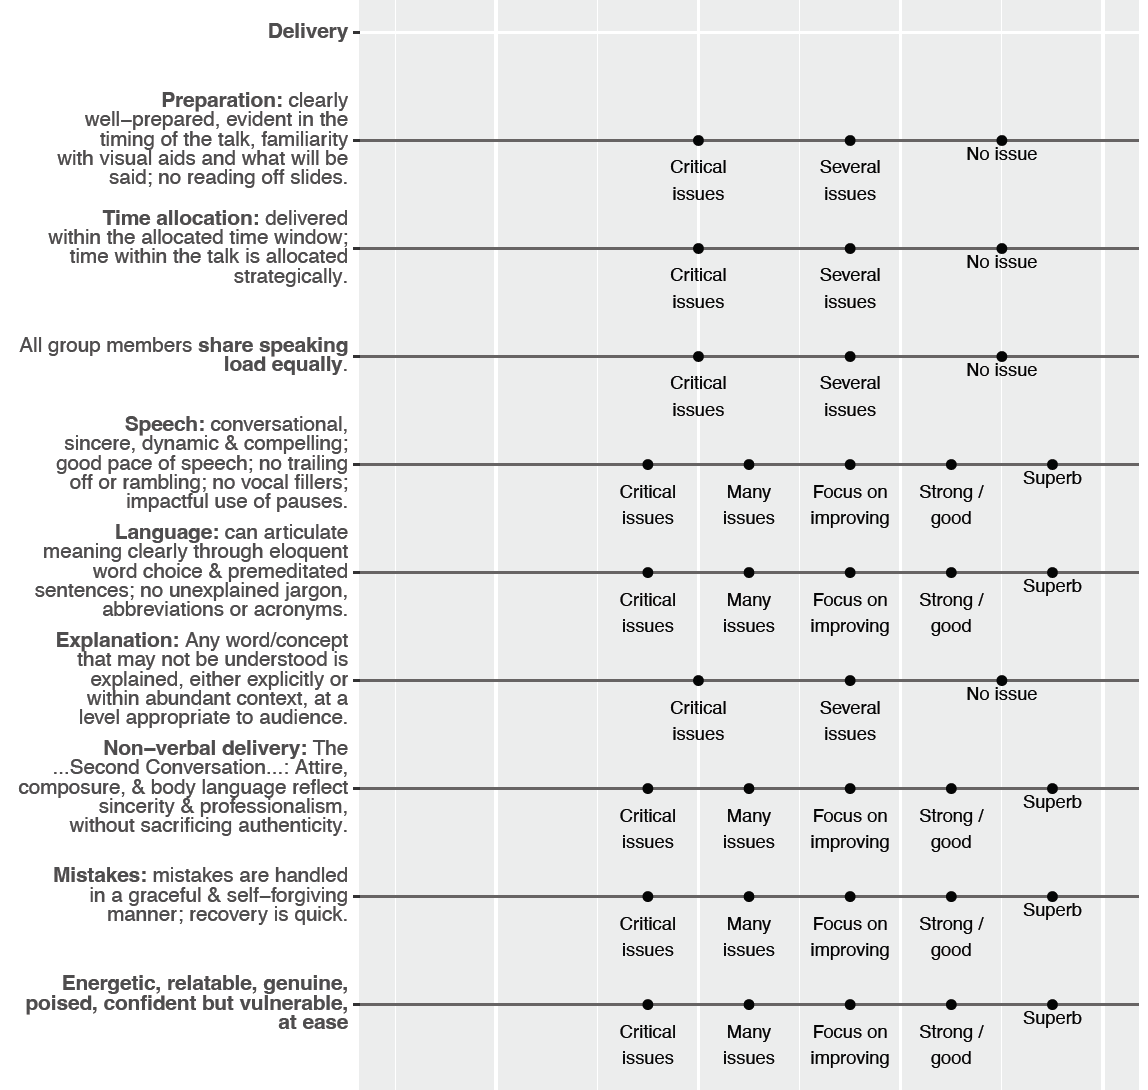 Delivery
Preparation: clearly
well–prepared, evident in the
timing of the talk, familiarity
with visual aids and what will be
said; no reading off slides.
Critical
issues
Several
issues
No issue
Time allocation: delivered
within the allocated time window;
time within the talk is allocated
strategically.
Critical
issues
Several
issues
No issue
All group members share speaking
load equally.
Critical
issues
Several
issues
No issue
Speech: conversational,
sincere, dynamic & compelling;
good pace of speech; no trailing
off or rambling; no vocal fillers;
impactful use of pauses.
Critical
issues
Many
issues
Focus on
improving
Strong /
good
Superb
Language: can articulate
meaning clearly through eloquent
word choice & premeditated
sentences; no unexplained jargon,
abbreviations or acronyms.
Critical
issues
Many
issues
Focus on
improving
Strong /
good
Superb
Explanation: Any word/concept
that may not be understood is
explained, either explicitly or
within abundant context, at a
level appropriate to audience.
Critical
issues
Several
issues
No issue
Non–verbal delivery: The
...Second Conversation...: Attire,
composure, & body language reflect
sincerity & professionalism,
without sacrificing authenticity.
Critical
issues
Many
issues
Focus on
improving
Strong /
good
Superb
Mistakes: mistakes are handled
in a graceful & self–forgiving
manner; recovery is quick.
Critical
issues
Many
issues
Focus on
improving
Strong /
good
Superb
Energetic, relatable, genuine,
poised, confident but vulnerable,
at ease
Critical
issues
Many
issues
Focus on
improving
Strong /
good
Superb